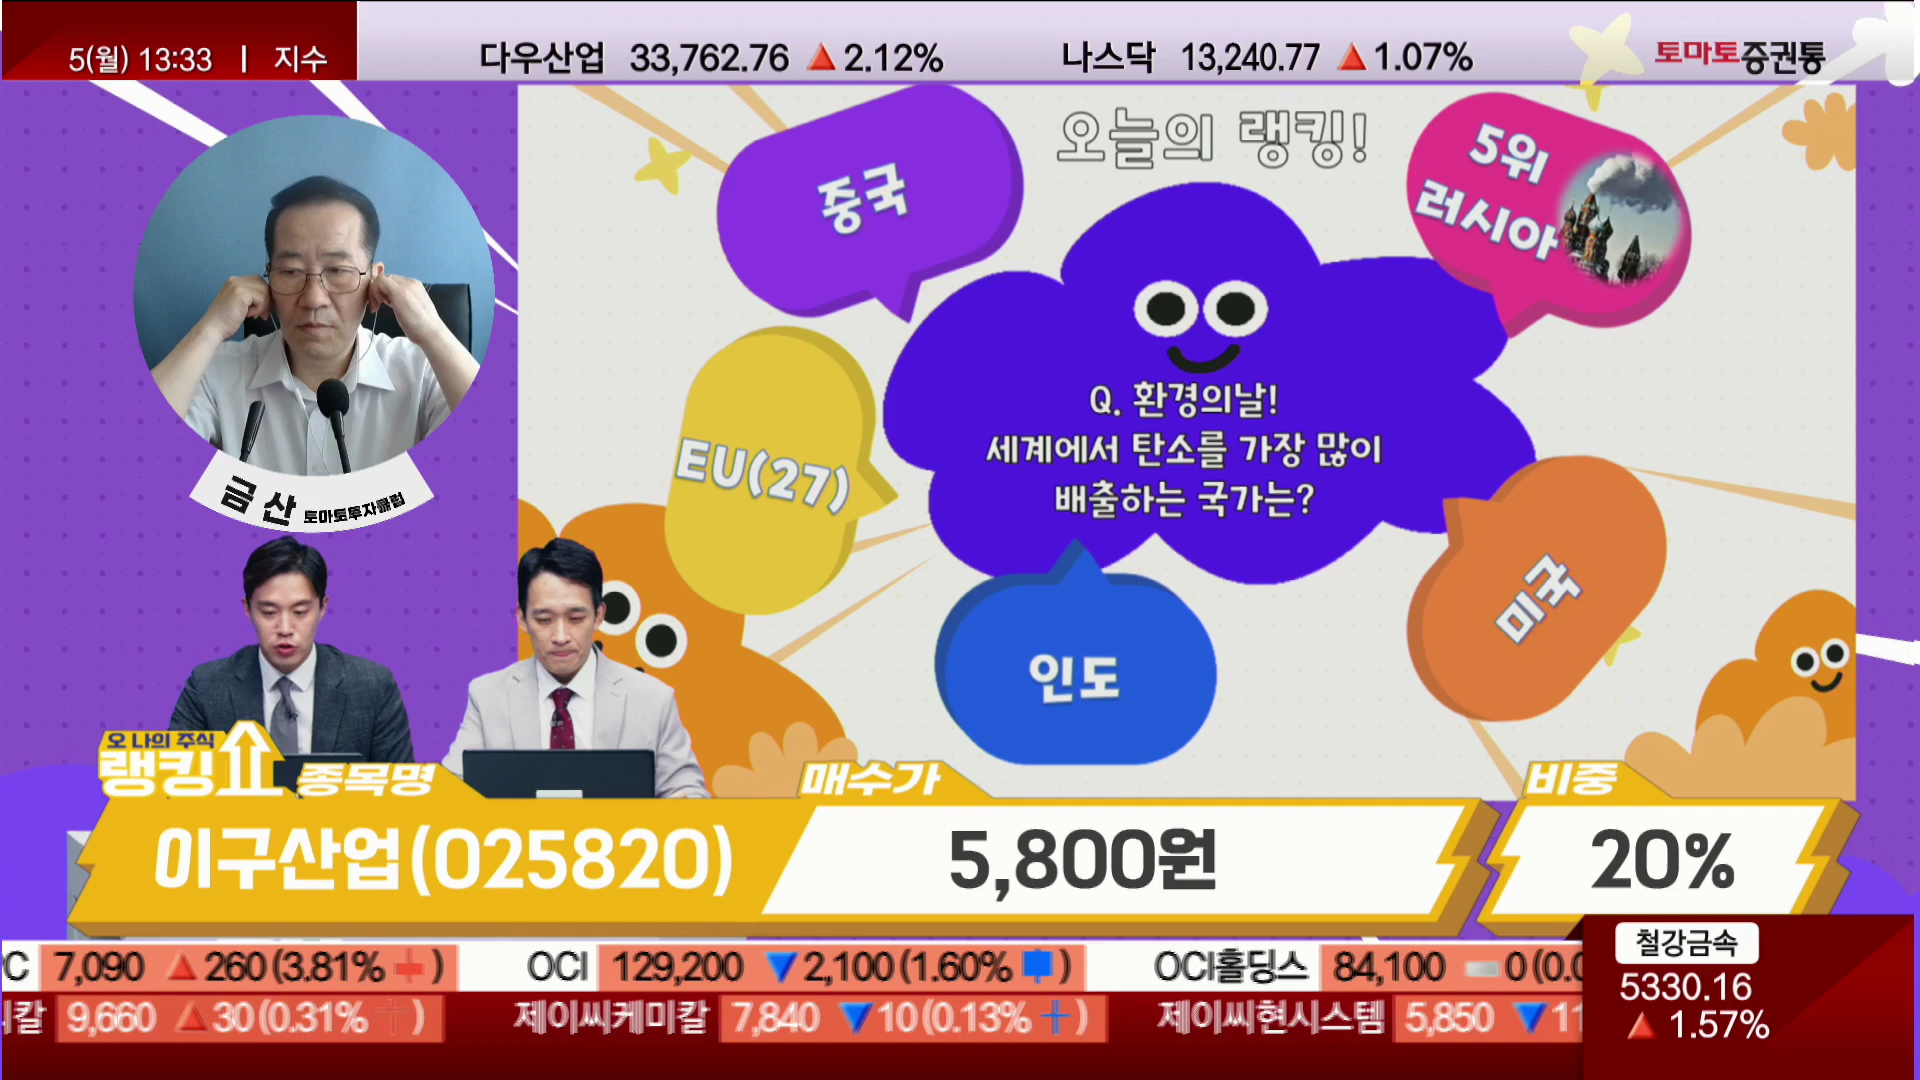 5(월) 13:33 | 지수
다우산업 33,762.76 ▲ 2.12%
나스닥 13,240.77 ▲ 1.07%
토마토증권통
오늘의 랭킹!
중국
5위
러시아
EU(27)
Q. 환경의날!
세계에서 탄소를 가장 많이
배출하는 국가는?
인도
미국
금산 토마토투자클럽
오 나의 주식
랭킹
종목명
매수가
비중
이구산업(025820)
5,800원
20%
C 7,090 ▲ 260(3.81%)
OCI 129,200 ▼ 2,100(1.60%)
OCI홀딩스 84,100 0(0.0
칼 9,660 ▲ 30(0.31%)
제이씨케미칼 7,840 ▼ 10(0.13%)
제이씨현시스템 5,850 ▼ 11
철강금속
5330.16
▲ 1.57%